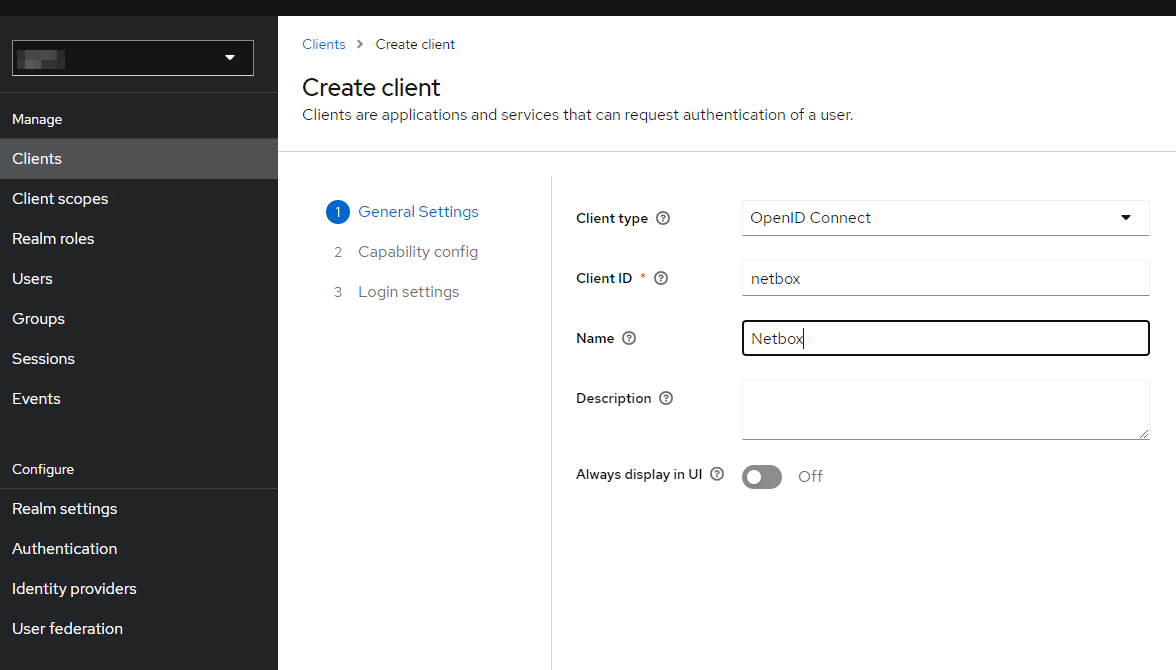 Clients > Create client
Create client
Clients are applications and services that can request authentication of a user.
Manage
Clients
Client scopes
Realm roles
Users
Groups
Sessions
Events
Configure
Realm settings
Authentication
Identity providers
User federation
1 General Settings
2 Capability config
3 Login settings
Client type ? OpenID Connect
Client ID * ? netbox
Name ? Netbox
Description ?
Always display in UI ? Off